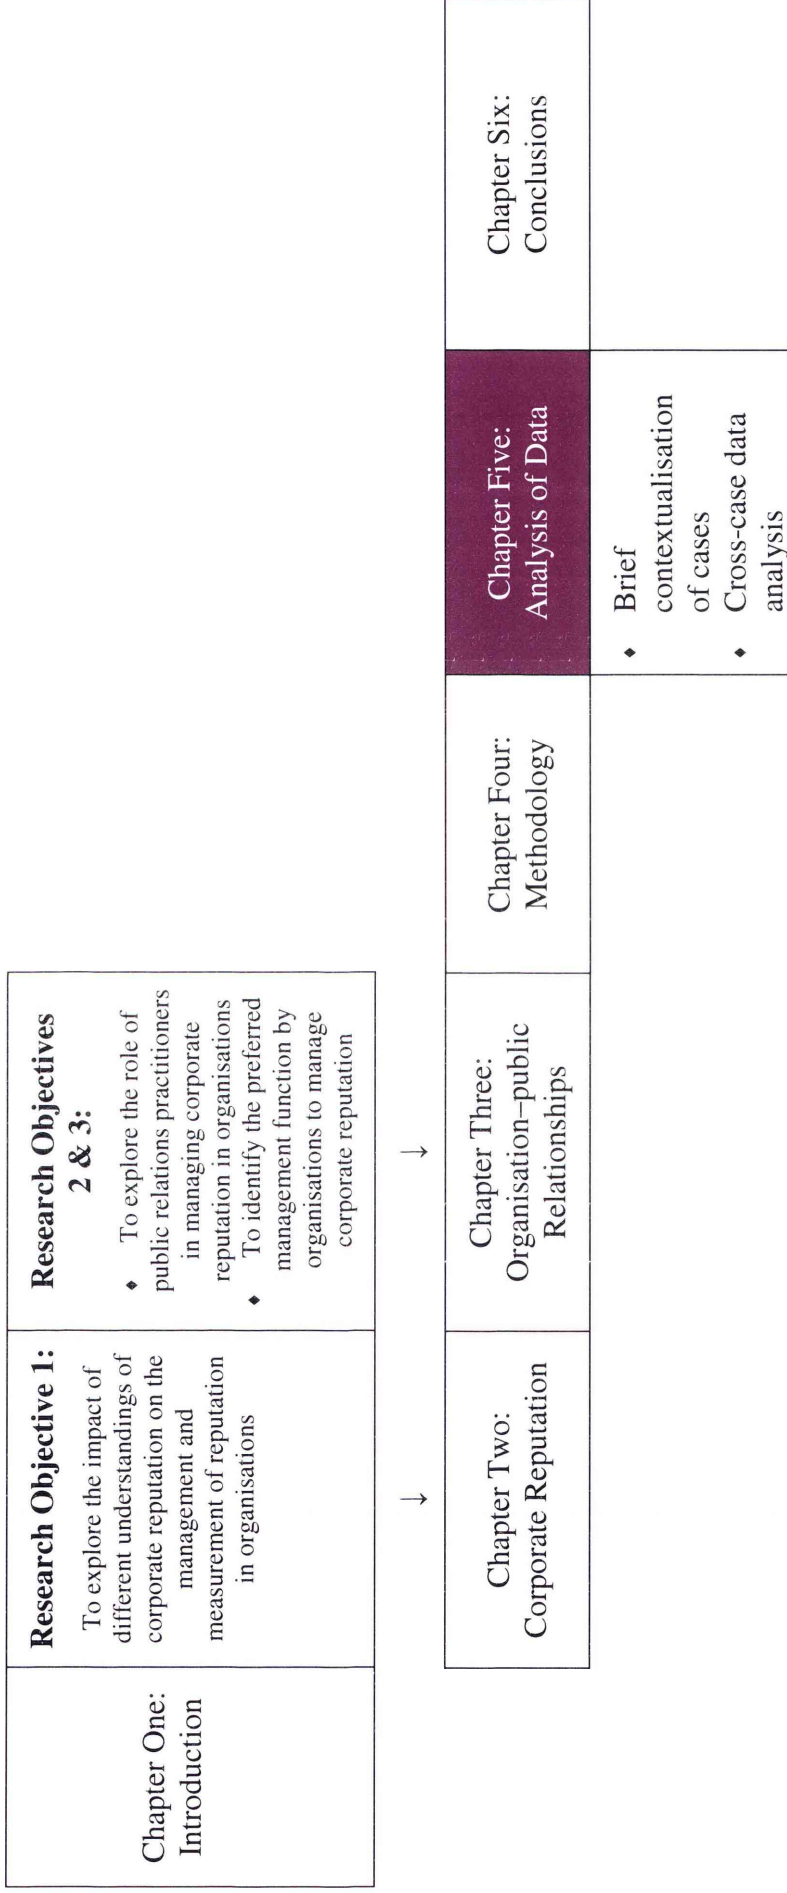 Chapter One:
Introduction
Research Objective 1:
To explore the impact of
different understandings of
corporate reputation on the
management and
measurement of reputation
in organisations
Research Objectives
2 & 3:
♦ To explore the role of
public relations practitioners
in managing corporate
reputation in organisations
♦ To identify the preferred
management function by
organisations to manage
corporate reputation
↓
↓
Chapter Two:
Corporate Reputation
Chapter Three:
Organisation–public
Relationships
Chapter Four:
Methodology
Chapter Five:
Analysis of Data
Chapter Six:
Conclusions
♦ Brief
contextualisation
of cases
♦ Cross-case data
analysis